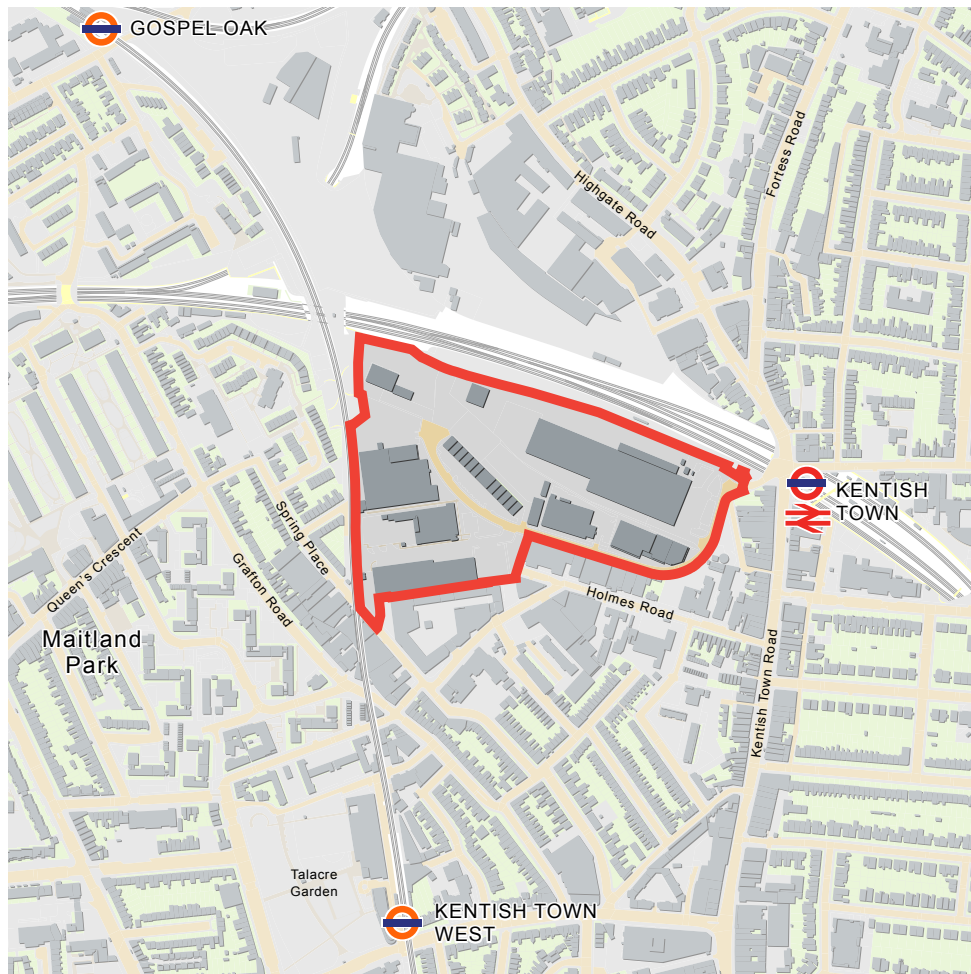 GOSPEL OAK
Fortess Road
Highgate Road
KENTISH
TOWN
Spring Place
Queen's Crescent
Grafton Road
Holmes Road
Maitland
Park
Kentish Town Road
Talacre
Garden
KENTISH TOWN
WEST